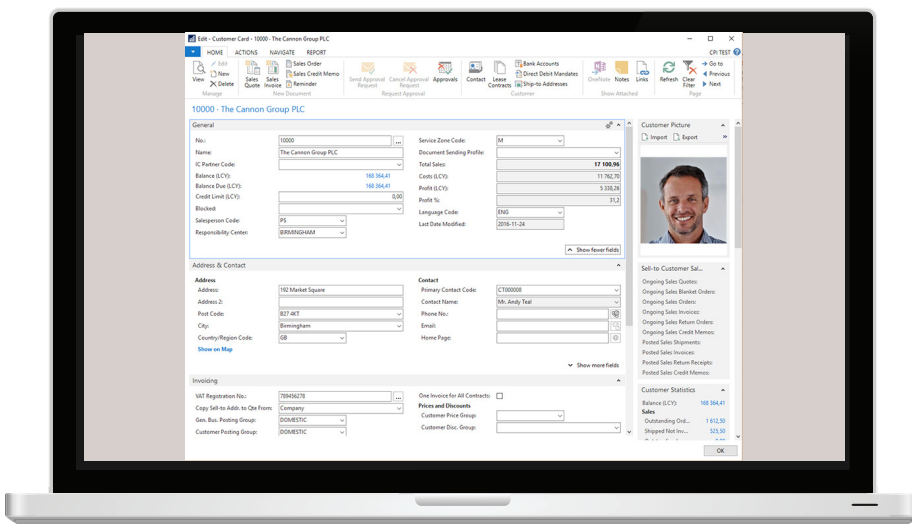 Edit - Customer Card - 10000 - The Cannon Group PLC
HOME ACTIONS NAVIGATE REPORT CPI TEST
View Edit New Delete Manage
Sales Quote Sales Invoice Sales Order Sales Credit Memo Reminder New Document
Send Approval Request Cancel Approval Request Approvals Request Approval
Contact Lease Contracts Bank Accounts Direct Debit Mandates Ship-to Addresses Customer
OneNote Notes Links Show Attached
Refresh Clear Filter Go to Previous Next Page
10000 - The Cannon Group PLC
General
No.: 10000 ...
Name: The Cannon Group PLC
IC Partner Code:
Balance (LCY): 168 364,41
Balance Due (LCY): 168 364,41
Credit Limit (LCY): 0,00
Blocked:
Salesperson Code: PS
Responsibility Center: BIRMINGHAM
Service Zone Code: M
Document Sending Profile:
Total Sales: 17 100,96
Costs (LCY): 11 762,70
Profit (LCY): 5 338,26
Profit %: 31,2
Language Code: ENG
Last Date Modified: 2016-11-24
Show fewer fields
Address & Contact
Address
Address: 192 Market Square
Address 2:
Post Code: B27 4KT
City: Birmingham
Country/Region Code: GB
Show on Map
Contact
Primary Contact Code: CT000008
Contact Name: Mr. Andy Teal
Phone No.:
Email:
Home Page:
Show more fields
Invoicing
VAT Registration No.: 789456278 ...
Copy Sell-to Addr. to Qte From: Company
Gen. Bus. Posting Group: DOMESTIC
Customer Posting Group: DOMESTIC
One Invoice for All Contracts:
Prices and Discounts
Customer Price Group:
Customer Disc. Group:
Customer Picture
Import Export »
Sell-to Customer Sal...
Ongoing Sales Quotes:
Ongoing Sales Blanket Orders:
Ongoing Sales Orders:
Ongoing Sales Invoices:
Ongoing Sales Return Orders:
Ongoing Sales Credit Memos:
Posted Sales Shipments:
Posted Sales Invoices:
Posted Sales Return Receipts:
Posted Sales Credit Memos:
Customer Statistics
Balance (LCY): 168 364,41
Sales
Outstanding Ord... 1 612,50
Shipped Not Inv... 525,50
OK